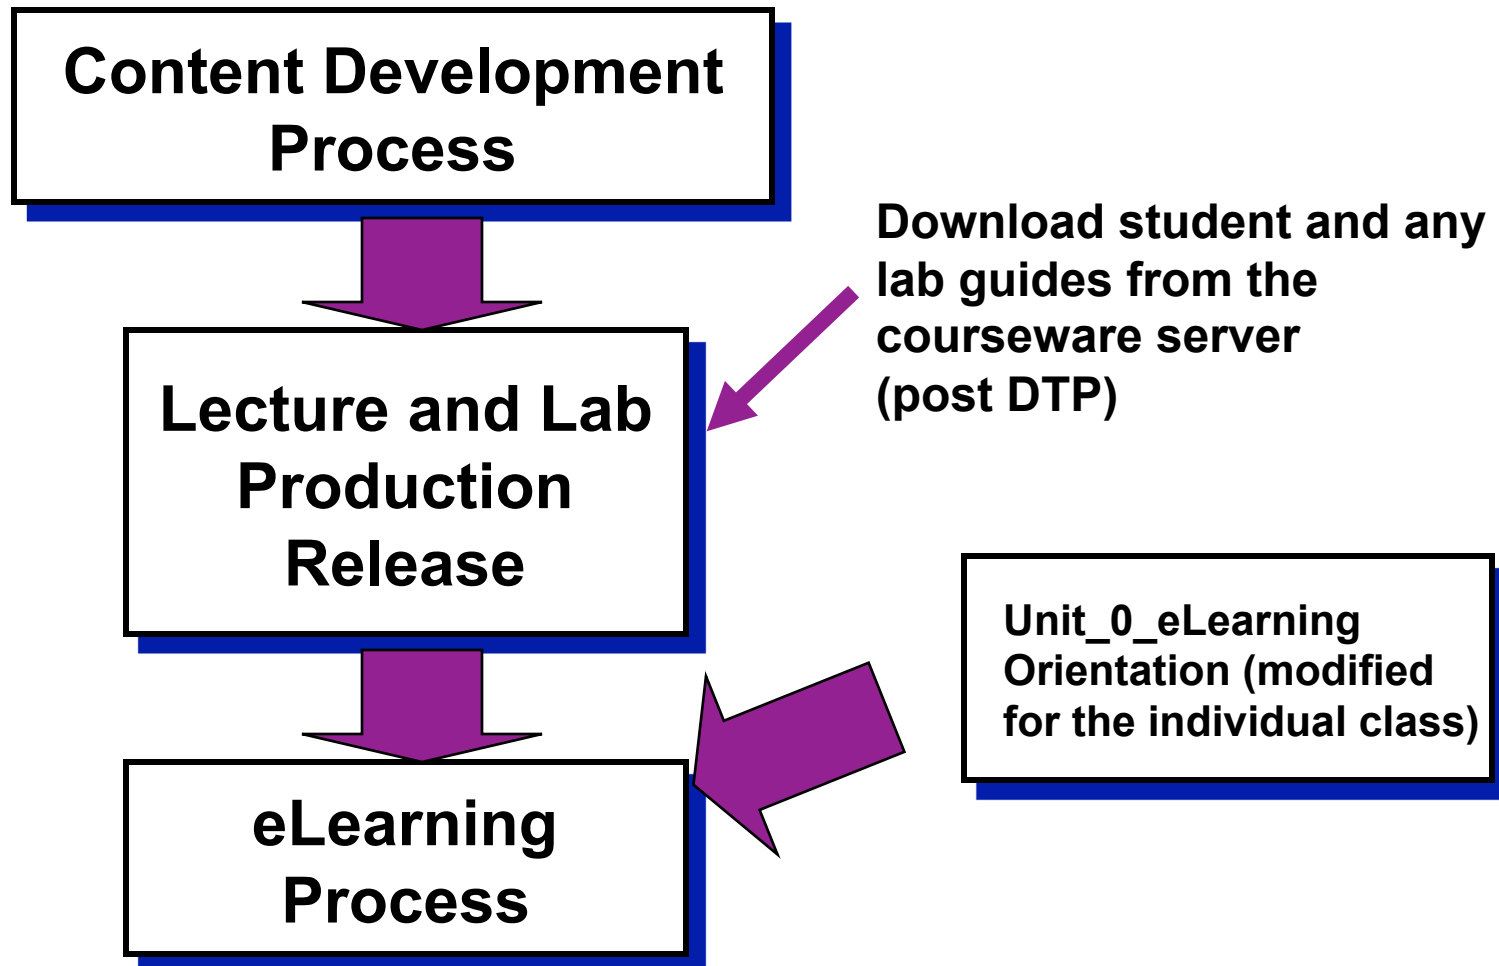 Content Development
Process
Download student and any
lab guides from the
courseware server
(post DTP)
Lecture and Lab
Production
Release
Unit_0_eLearning
Orientation (modified
for the individual class)
eLearning
Process